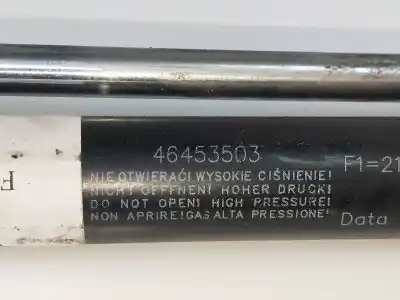 46453503
F1=21
NIE OTWIERAĆ! WYSOKIE CIŚNIENIE!
NICHT OFFFNEN! HOHER DRUCK!
DO NOT OPEN! HIGH PRESSURE!
NON APRIRE! GAS ALTA PRESSIONE'
Data
F